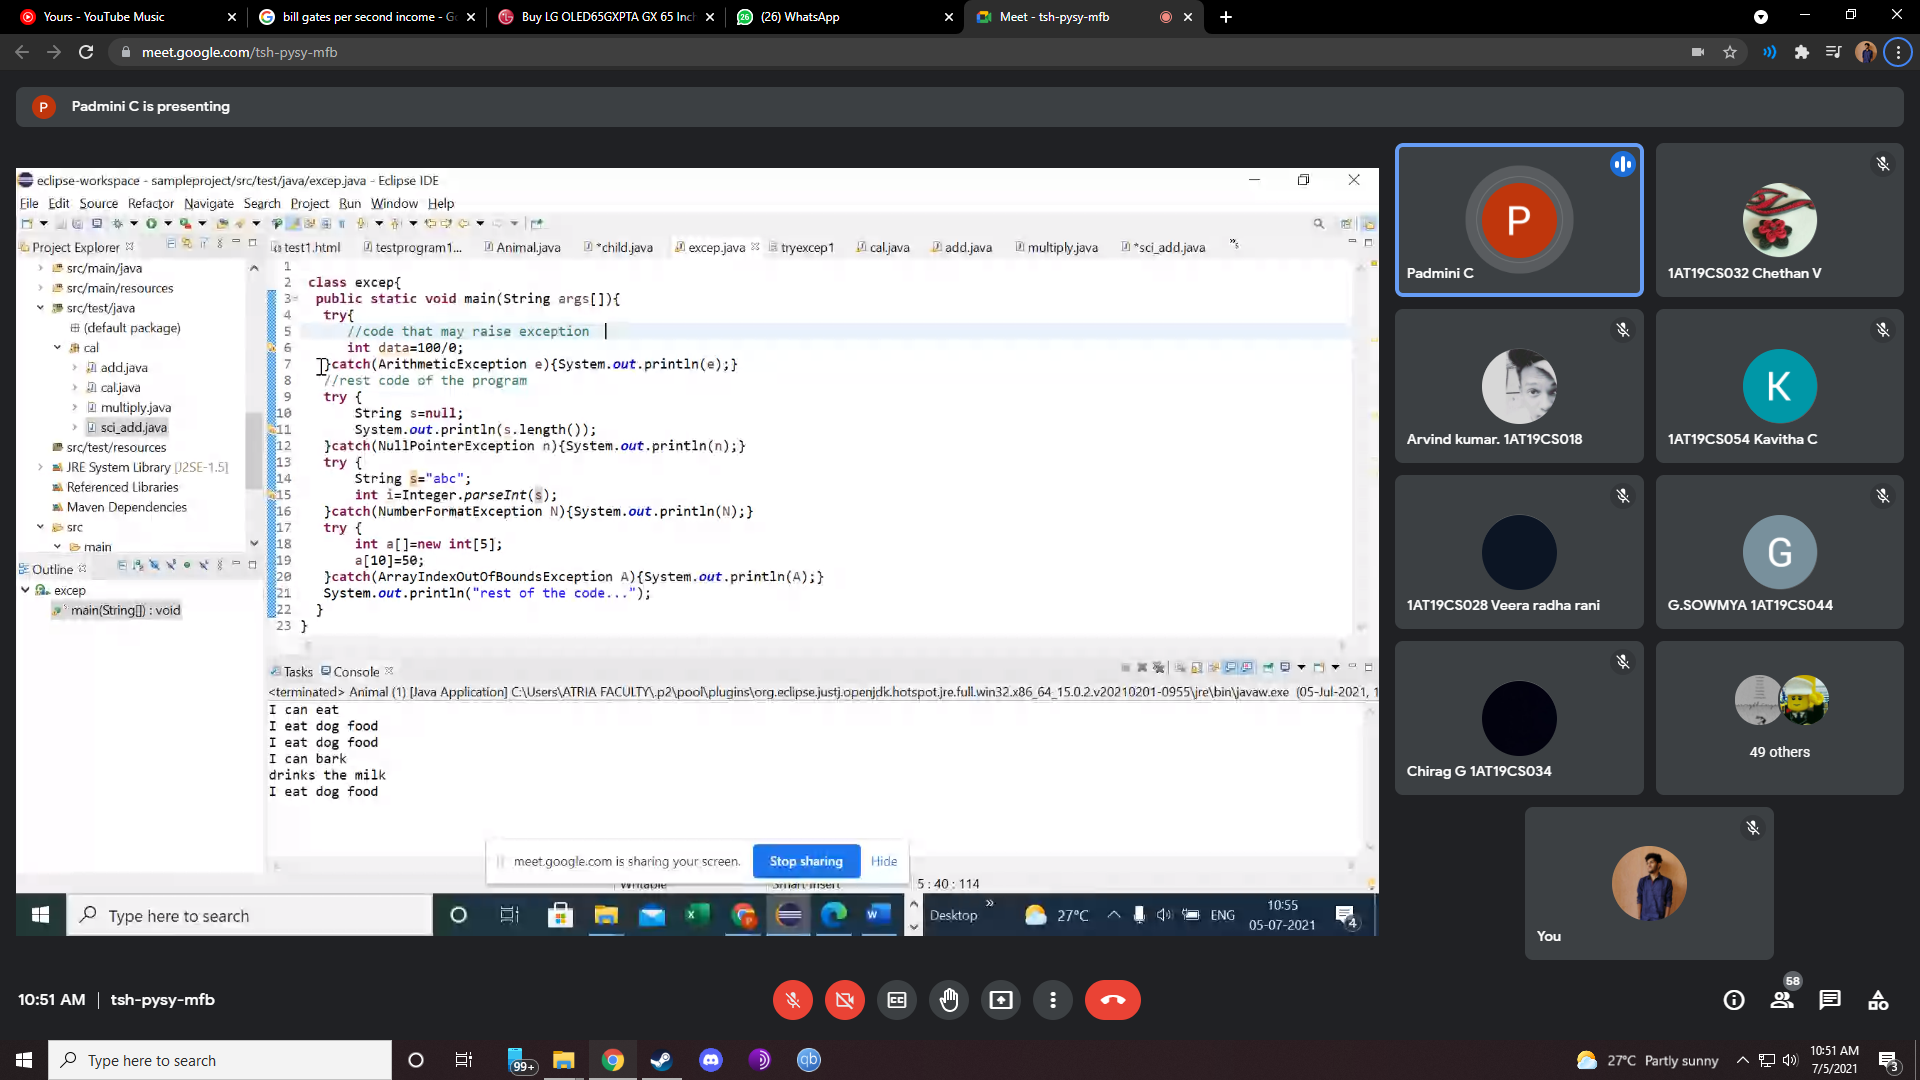 Yours - YouTube Music
bill gates per second income - Go
Buy LG OLED65GXPTA GX 65 Inch
(26) WhatsApp
Meet - tsh-pysy-mfb
meet.google.com/tsh-pysy-mfb
P
Padmini C is presenting
eclipse-workspace - sampleproject/src/test/java/excep.java - Eclipse IDE
File Edit Source Refactor Navigate Search Project Run Window Help
Project Explorer
test1.html
testprogram1...
Animal.java
*child.java
excep.java
tryexcep1
cal.java
add.java
multiply.java
*sci_add.java
src/main/java
src/main/resources
src/test/java
(default package)
cal
add.java
cal.java
multiply.java
sci_add.java
src/test/resources
JRE System Library [J2SE-1.5]
Referenced Libraries
Maven Dependencies
src
main
Outline
excep
main(String[]) : void
1
2 class excep{
3 public static void main(String args[]){
4 try{
5 //code that may raise exception
6 int data=100/0;
7 }catch(ArithmeticException e){System.out.println(e);}
8 //rest code of the program
9 try {
10 String s=null;
11 System.out.println(s.length());
12 }catch(NullPointerException n){System.out.println(n);}
13 try {
14 String s="abc";
15 int i=Integer.parseInt(s);
16 }catch(NumberFormatException N){System.out.println(N);}
17 try {
18 int a[]=new int[5];
19 a[10]=50;
20 }catch(ArrayIndexOutOfBoundsException A){System.out.println(A);}
21 System.out.println("rest of the code...");
22 }
23 }
Tasks Console
<terminated> Animal (1) [Java Application] C:\Users\ATRIA FACULTY\.p2\pool\plugins\org.eclipse.justj.openjdk.hotspot.jre.full.win32.x86_64_15.0.2.v20210201-0955\jre\bin\javaw.exe (05-Jul-2021, 1
I can eat
I eat dog food
I eat dog food
I can bark
drinks the milk
I eat dog food
meet.google.com is sharing your screen.
Stop sharing
Hide
Writable
Smart Insert
5 : 40 : 114
Type here to search
Desktop
27°C
ENG
10:55
05-07-2021
4
P
Padmini C
1AT19CS032 Chethan V
Arvind kumar. 1AT19CS018
K
1AT19CS054 Kavitha C
1AT19CS028 Veera radha rani
G
G.SOWMYA 1AT19CS044
Chirag G 1AT19CS034
49 others
You
10:51 AM | tsh-pysy-mfb
58
Type here to search
99+
qb
27°C Partly sunny
10:51 AM
7/5/2021
3